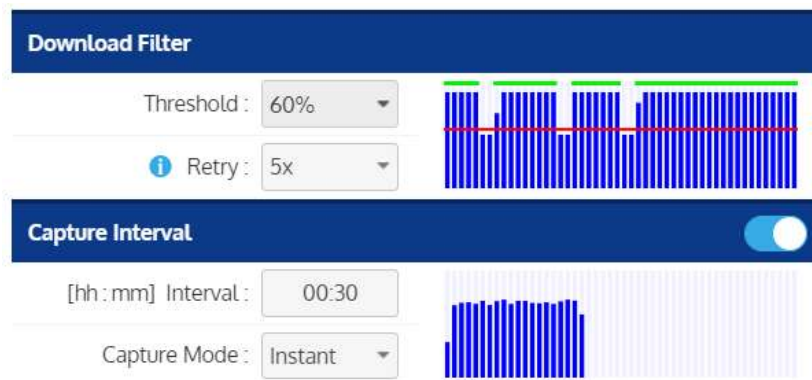 Download Filter
Threshold : 60%
i Retry : 5x
Capture Interval
[hh : mm] Interval : 00:30
Capture Mode : Instant